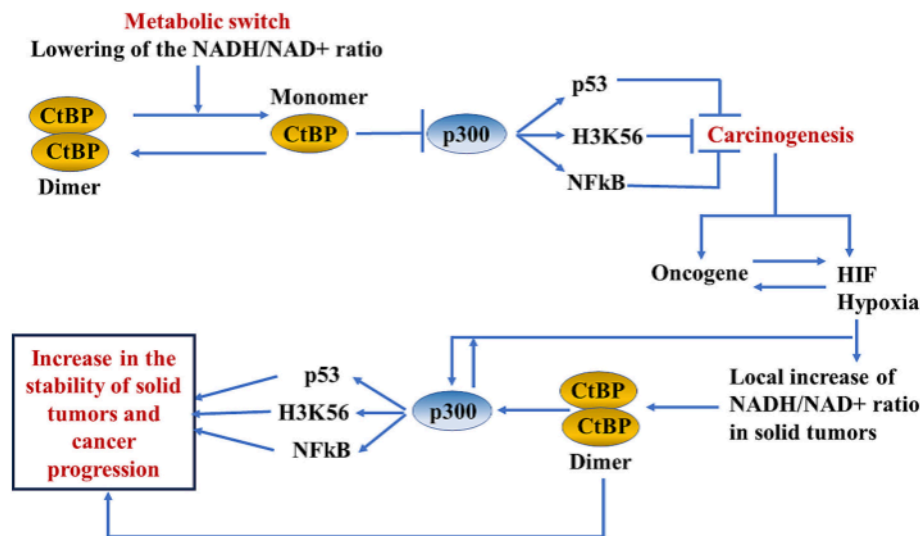 Metabolic switch
Lowering of the NADH/NAD+ ratio
CtBP
CtBP
Dimer
Monomer
CtBP
p300
p53
H3K56
NFkB
Carcinogenesis
Oncogene
HIF
Hypoxia
Local increase of
NADH/NAD+ ratio
in solid tumors
CtBP
CtBP
Dimer
p300
p53
H3K56
NFkB
Increase in the
stability of solid
tumors and
cancer
progression